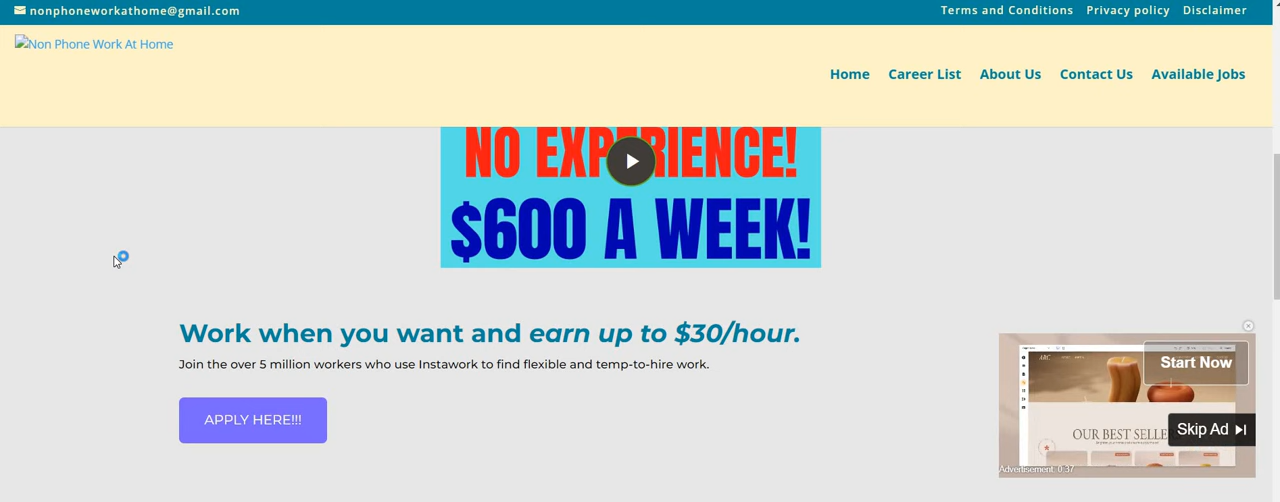 nonphoneworkathome@gmail.com
Terms and Conditions Privacy policy Disclaimer
Non Phone Work At Home
Home Career List About Us Contact Us Available Jobs
NO EXPERIENCE!
$600 A WEEK!
Work when you want and earn up to $30/hour.
Join the over 5 million workers who use Instawork to find flexible and temp-to-hire work.
APPLY HERE!!!
ABC
Start Now
OUR BEST SELLERS
Skip Ad
Advertisement: 0:37